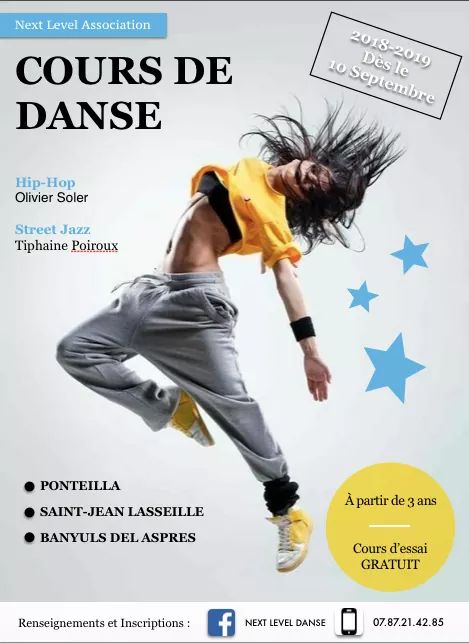 Next Level Association
2018-2019
Dès le
10 Septembre
COURS DE
DANSE
Hip-Hop
Olivier Soler
Street Jazz
Tiphaine Poiroux
PONTEILLA
SAINT-JEAN LASSEILLE
BANYULS DEL ASPRES
À partir de 3 ans
Cours d'essai
GRATUIT
Renseignements et Inscriptions :
NEXT LEVEL DANSE
07.87.21.42.85